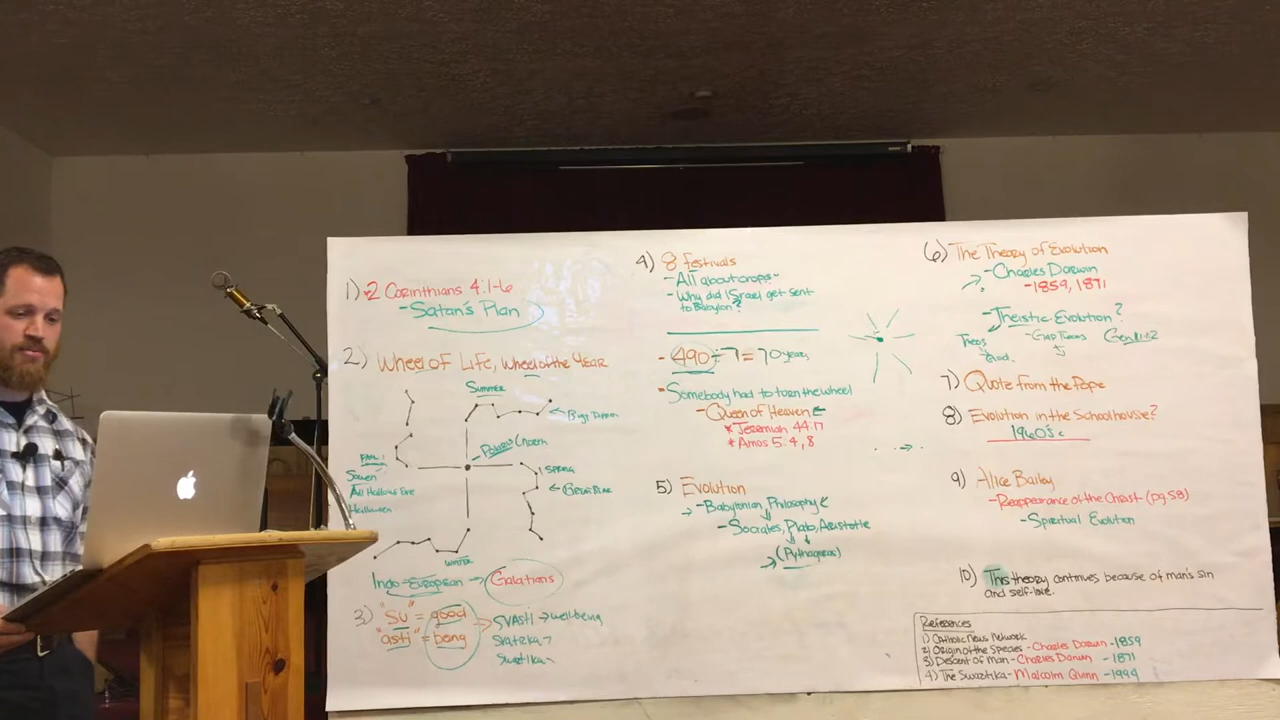 1) 2 Corinthians 4:1-6
-Satan's Plan
2) Wheel of Life, Wheel of the Year
Summer
Polaris (North
Fall:
Sowen
All Hallows Eve
Halloween
Spring
Winter
Indo-European → Galatians
3) "Su" = good
"asti" = being
SVAsti → wellbeing
Svatika
Swastika
4) 8 Festivals
-All about crops
-Why did Israel get sent
to Babylon?
- 490 ÷ 7 = 70 years
-Somebody had to turn the wheel
-Queen of Heaven
*Jeremiah 44:17
*Amos 5:4,8
5) Evolution
-Babylonian Philosophy
-Socrates, Plato, Aristotle
(Pythagoras)
6) The Theory of Evolution
-Charles Darwin
-1859, 1871
-Theistic Evolution?
Theos
God.
-Gap Theory
Gen 1:1-2
7) Quote from the Pope
8) Evolution in the Schoolhouse?
1960's
9) Alice Bailey
-Reappearance of the Christ (pg 58)
-Spiritual Evolution
10) This theory continues because of man's sin
and self-love.
References
1) Catholic News Network
2) Origin of the Species - Charles Darwin -1859
3) Descent of Man - Charles Darwin -1871
4) The Swastika - Malcolm Quinn -1994